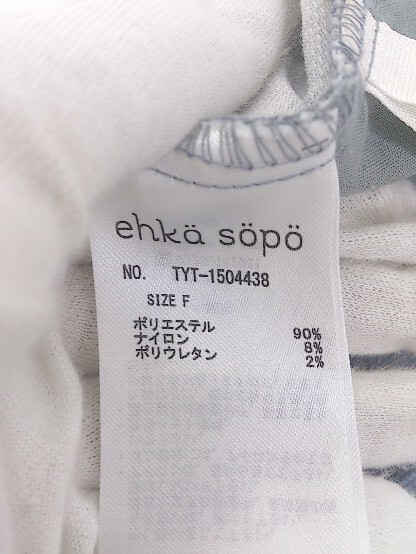 ehkä söpö
NO. TYT-1504438
SIZE F
ポリエステル 90%
ナイロン 8%
ポリウレタン 2%